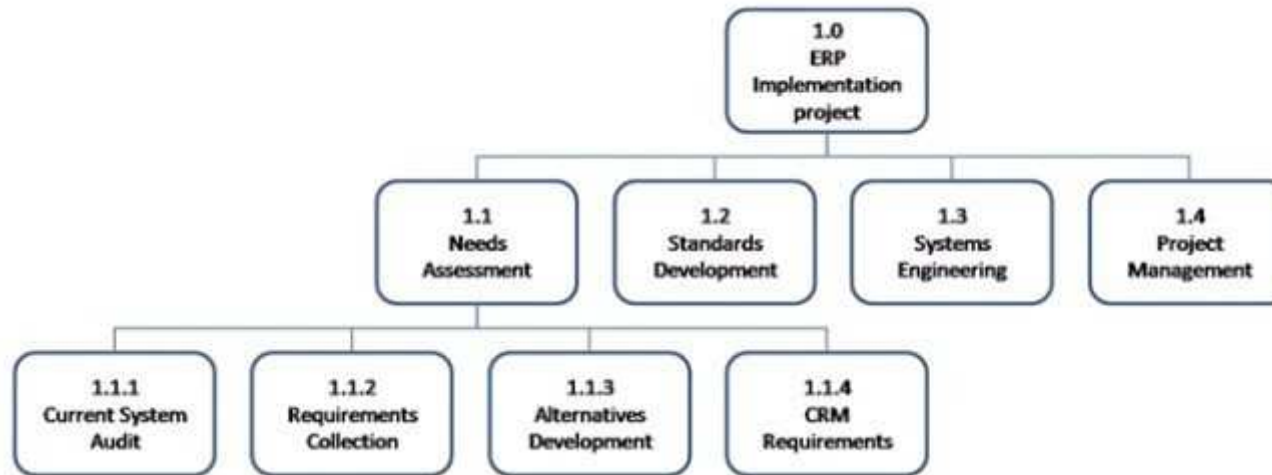 1.0
ERP
Implementation
project
1.1
Needs
Assessment
1.2
Standards
Development
1.3
Systems
Engineering
1.4
Project
Management
1.1.1
Current System
Audit
1.1.2
Requirements
Collection
1.1.3
Alternatives
Development
1.1.4
CRM
Requirements